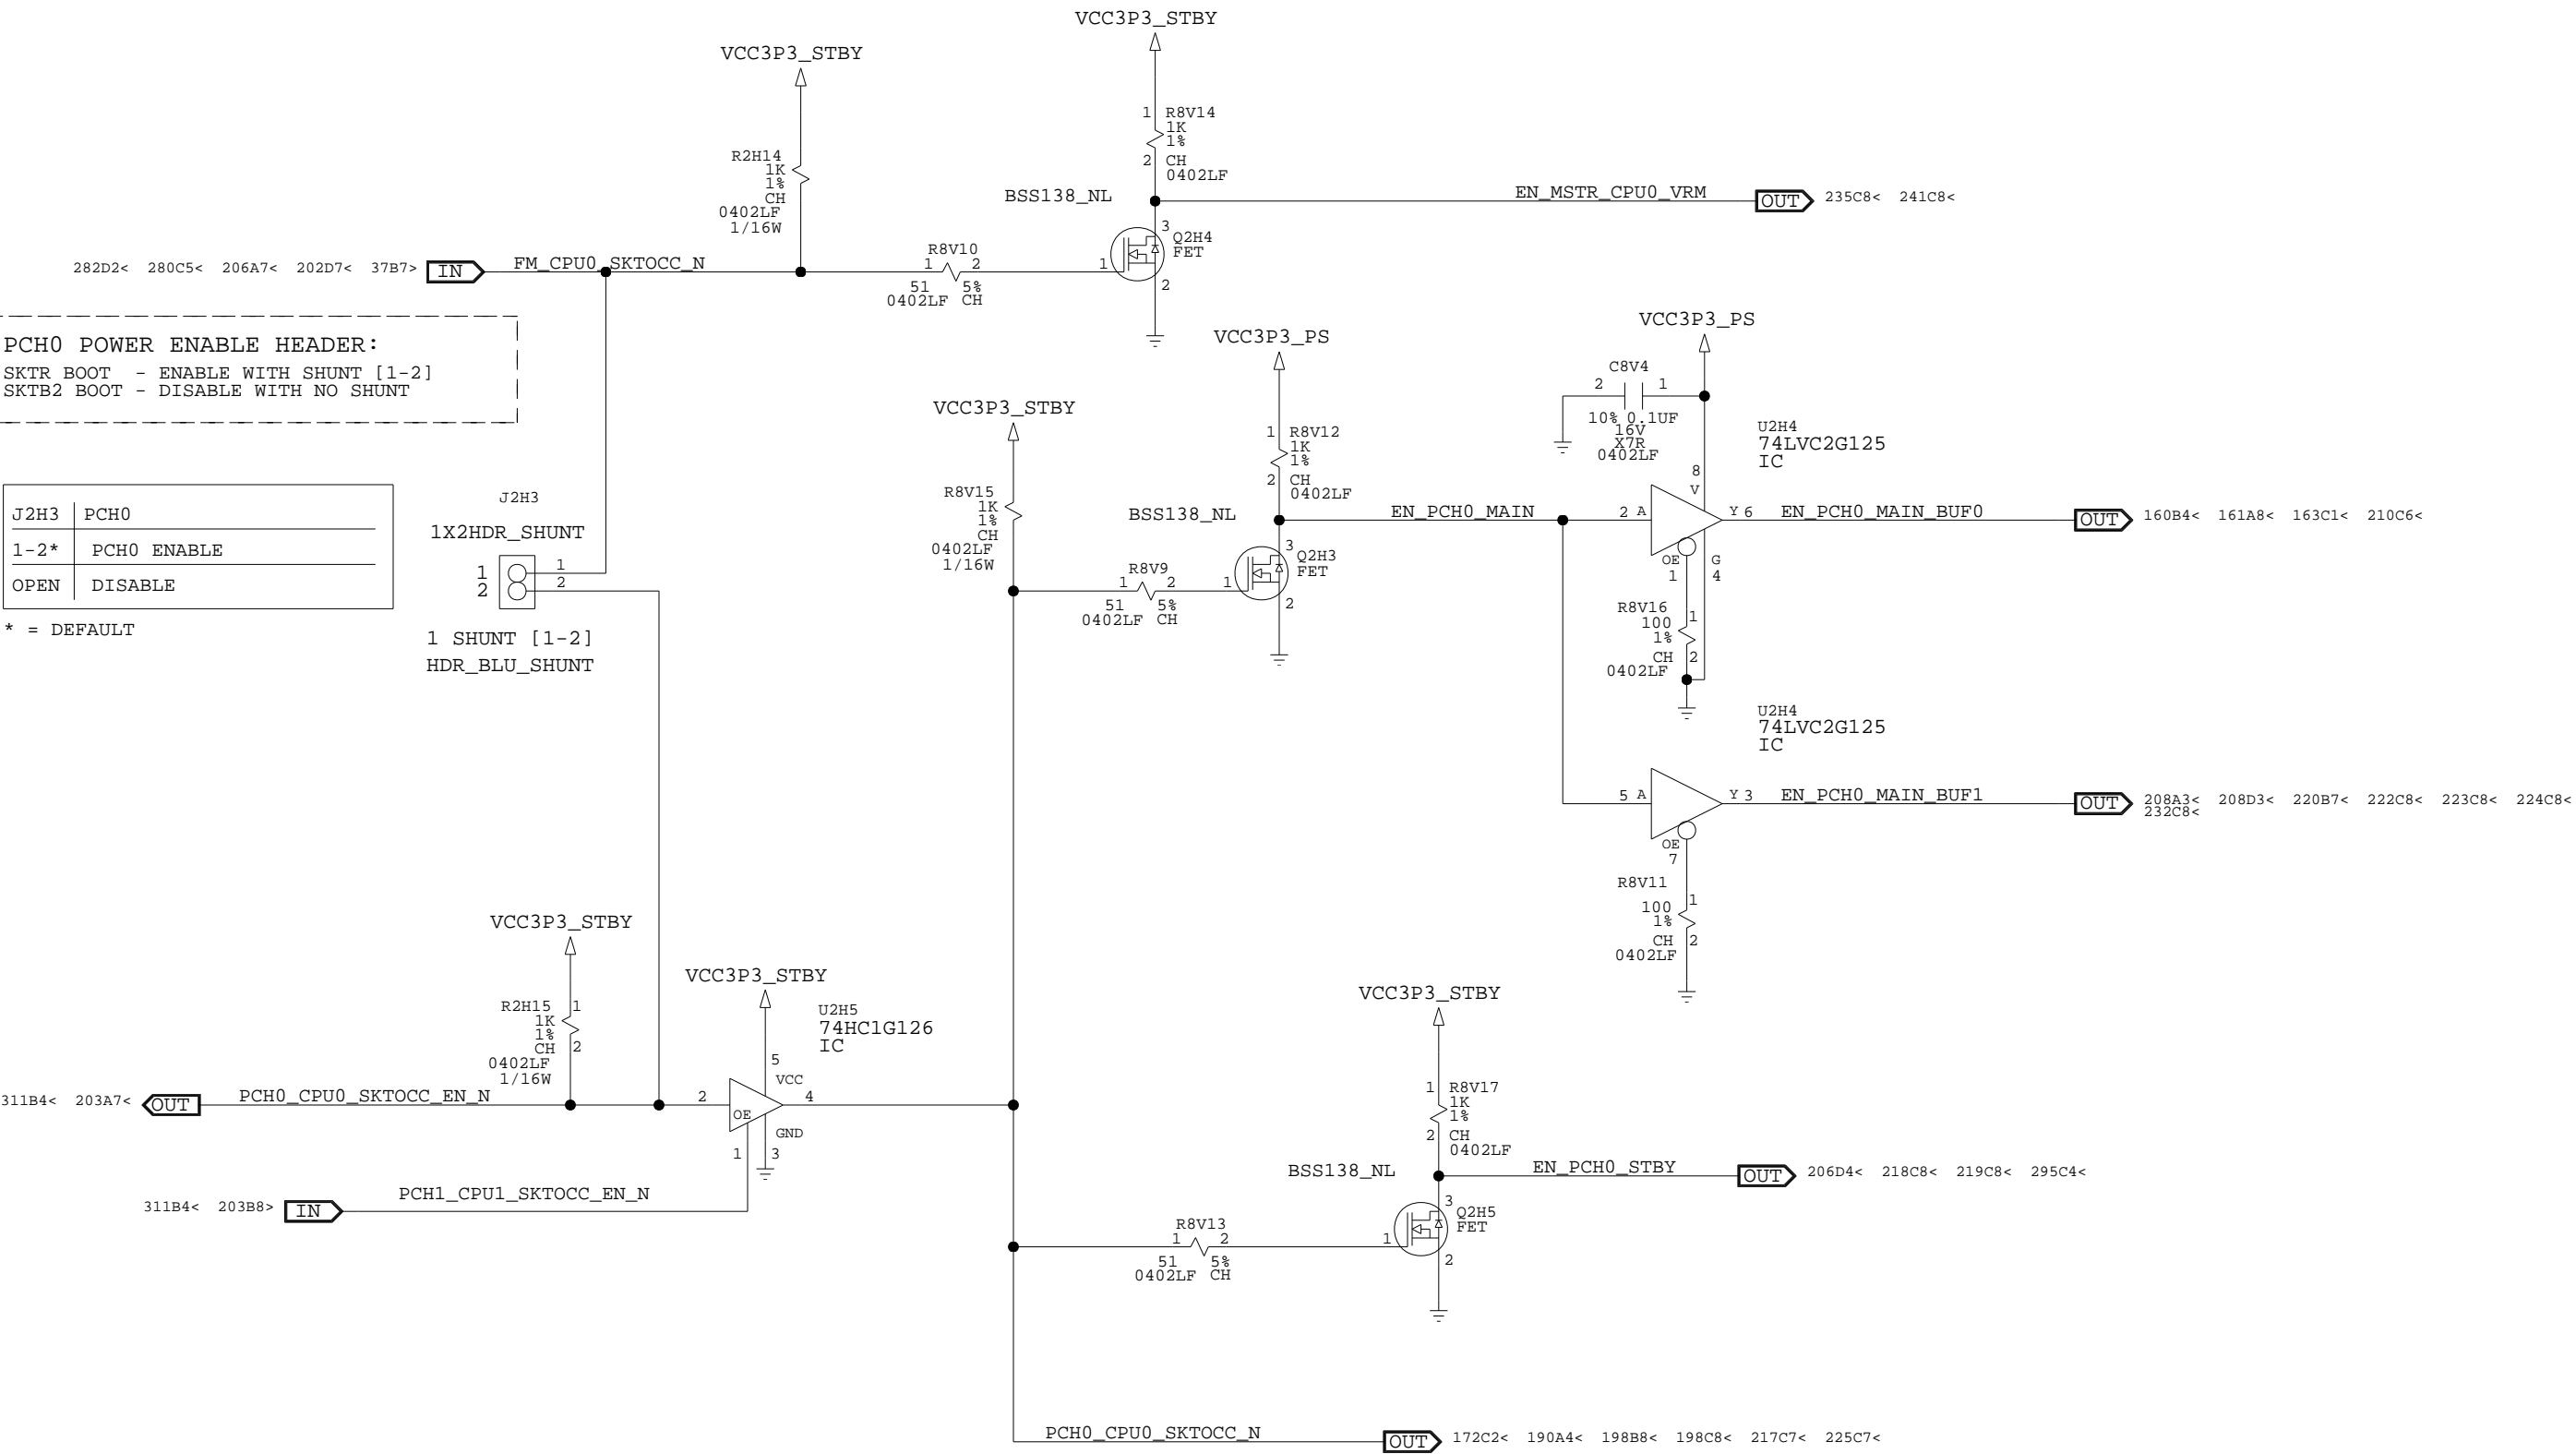 VCC3P3_STBY
VCC3P3_STBY
1 R8V14
1K
1%
2 CH
0402LF
R2H14
1K
1%
CH
0402LF
1/16W
BSS138_NL
EN_MSTR_CPU0_VRM
OUT 235C8< 241C8<
3
Q2H4
FET
1
2
R8V10
1 2
51 5%
0402LF CH
282D2< 280C5< 206A7< 202D7< 37B7> IN FM_CPU0_SKTOCC_N
PCH0 POWER ENABLE HEADER:
SKTR BOOT - ENABLE WITH SHUNT [1-2]
SKTB2 BOOT - DISABLE WITH NO SHUNT
VCC3P3_PS
VCC3P3_PS
C8V4
2 1
10% 0.1UF
16V
X7R
0402LF
U2H4
74LVC2G125
IC
VCC3P3_STBY
1 R8V12
1K
1%
2 CH
0402LF
8
V
R8V15
1K
1%
CH
0402LF
1/16W
BSS138_NL
EN_PCH0_MAIN
2 A
Y 6 EN_PCH0_MAIN_BUF0
OUT 160B4< 161A8< 163C1< 210C6<
J2H3 PCH0
1-2* PCH0 ENABLE
OPEN DISABLE
* = DEFAULT
J2H3
1X2HDR_SHUNT
1 1
2 2
1 SHUNT [1-2]
HDR_BLU_SHUNT
3
Q2H3
FET
1
2
R8V9
1 2
51 5%
0402LF CH
OE
1
G
4
R8V16
1
100
1%
CH 2
0402LF
U2H4
74LVC2G125
IC
5 A
Y 3 EN_PCH0_MAIN_BUF1
OUT 208A3< 208D3< 220B7< 222C8< 223C8< 224C8<
232C8<
OE
7
R8V11
1
100
1%
CH 2
0402LF
VCC3P3_STBY
VCC3P3_STBY
VCC3P3_STBY
R2H15 1
1K
1%
CH 2
0402LF
1/16W
U2H5
74HC1G126
IC
5
VCC
311B4< 203A7< OUT PCH0_CPU0_SKTOCC_EN_N
2
4
OE
GND
1
3
1 R8V17
1K
1%
2 CH
0402LF
BSS138_NL
EN_PCH0_STBY
OUT 206D4< 218C8< 219C8< 295C4<
311B4< 203B8> IN PCH1_CPU1_SKTOCC_EN_N
3
Q2H5
FET
1
2
R8V13
1 2
51 5%
0402LF CH
PCH0_CPU0_SKTOCC_N
OUT 172C2< 190A4< 198B8< 198C8< 217C7< 225C7<